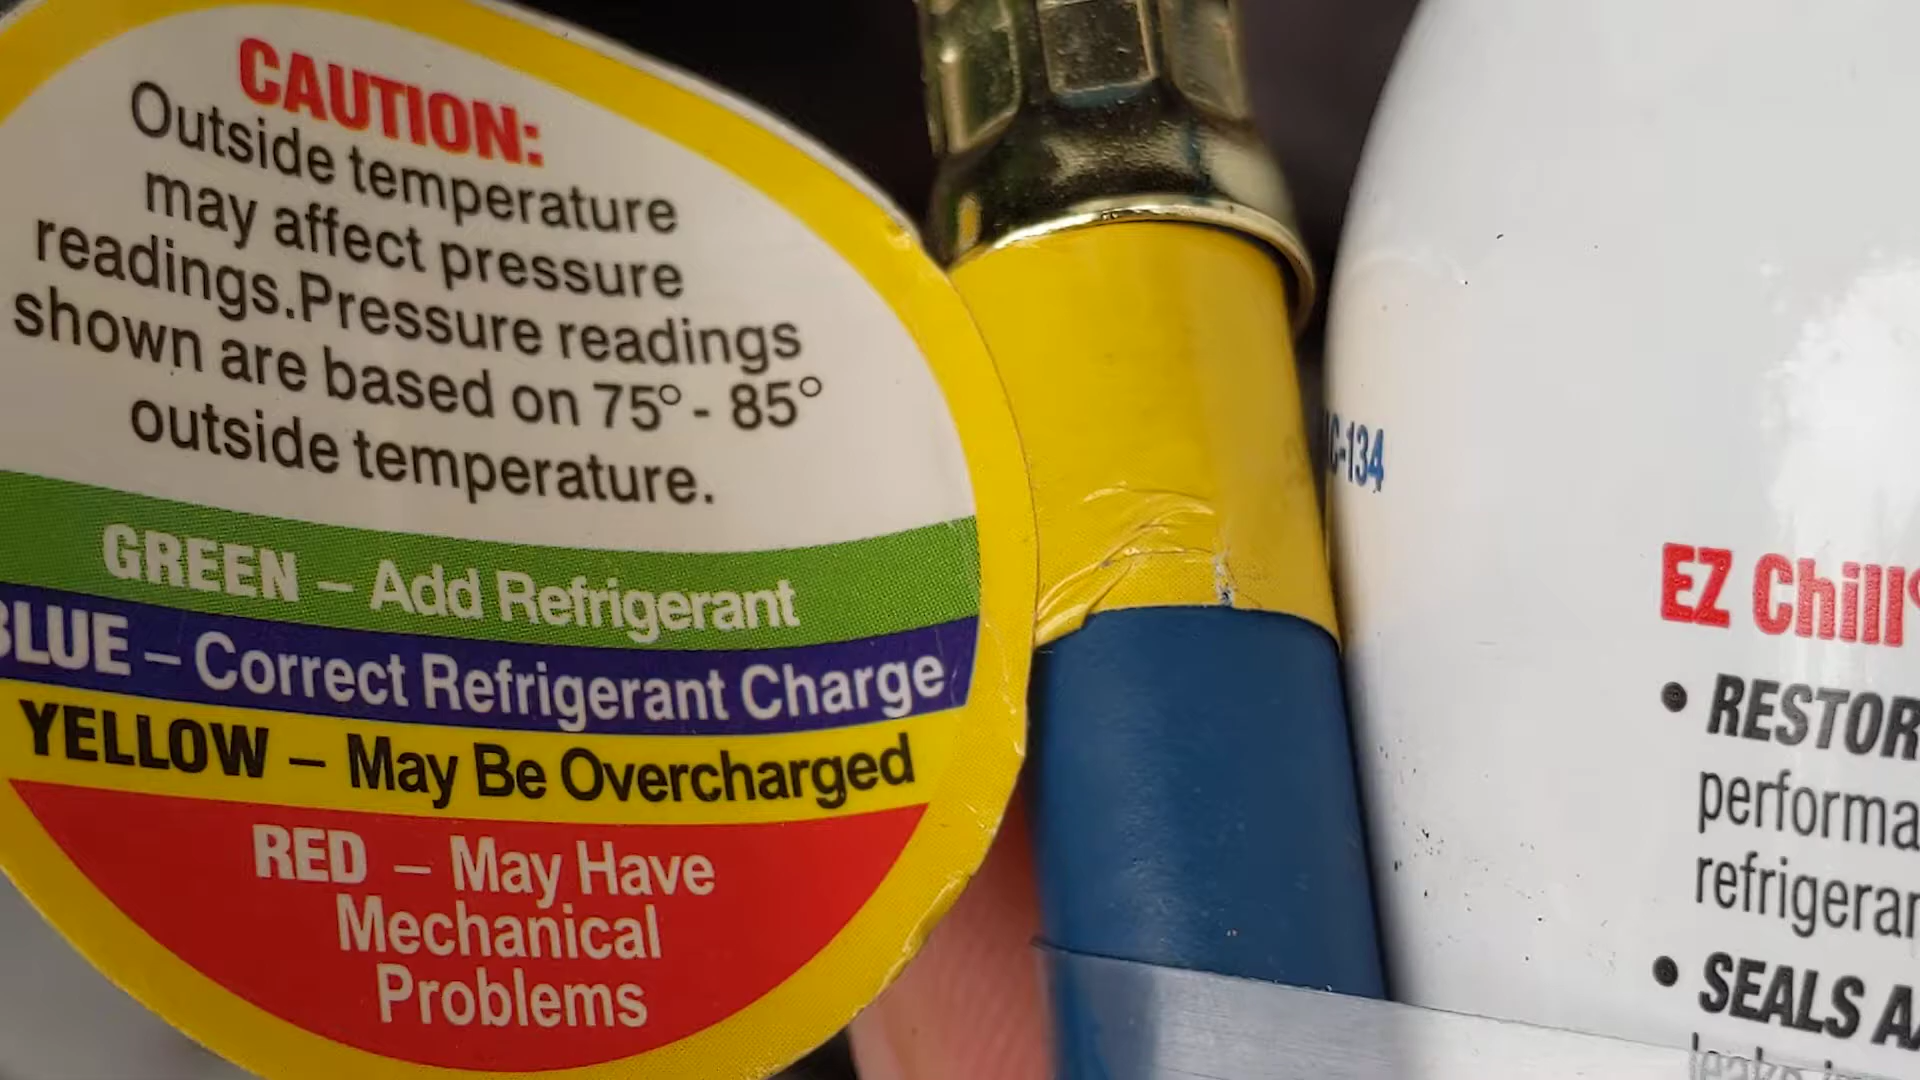 CAUTION:
Outside temperature
may affect pressure
readings.Pressure readings
shown are based on 75° - 85°
outside temperature.
GREEN – Add Refrigerant
BLUE – Correct Refrigerant Charge
YELLOW – May Be Overcharged
RED – May Have
Mechanical
Problems
C-134
EZ Chill®
• RESTOR
performa
refrigeran
• SEALS A